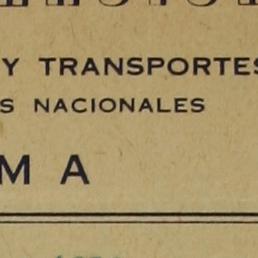 Y TRANSPORTES
S NACIONALES
M A